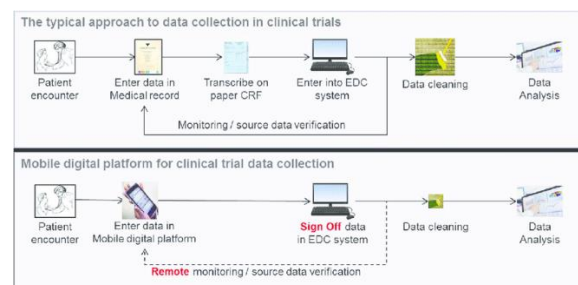 The typical approach to data collection in clinical trials
Patient
encounter
Enter data in
Medical record
Transcribe on
paper CRF
Enter into EDC
system
Data cleaning
Data
Analysis
Monitoring / source data verification
Mobile digital platform for clinical trial data collection
Patient
encounter
Enter data in
Mobile digital platform
Sign Off data
in EDC system
Data cleaning
Data
Analysis
Remote monitoring / source data verification